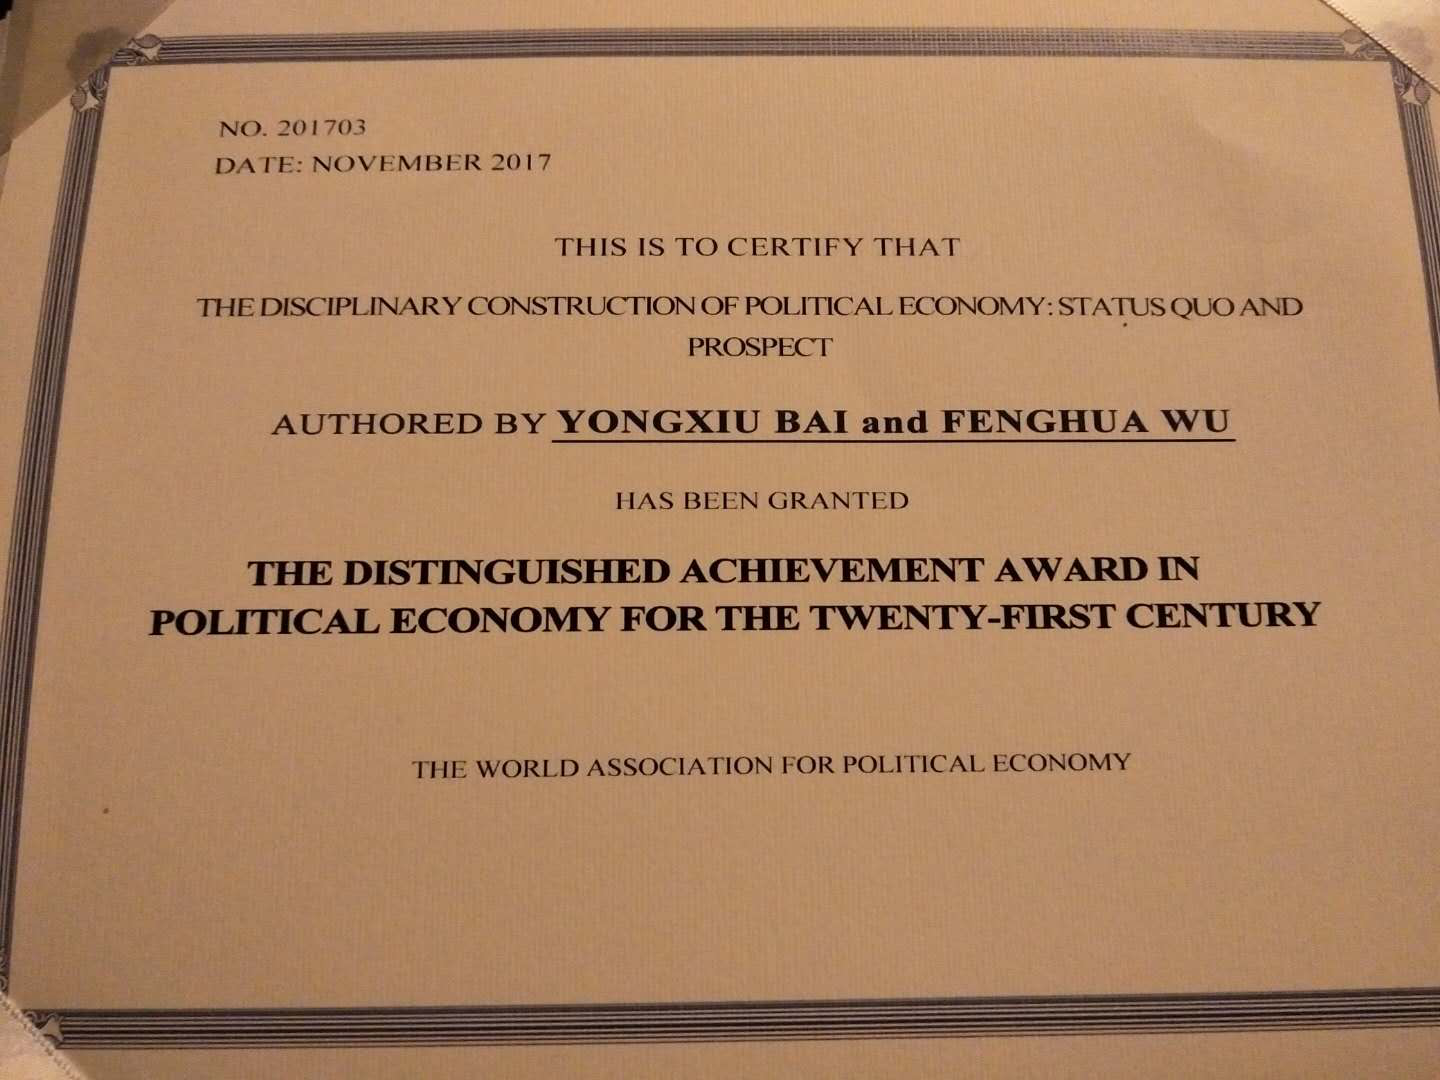 NO. 201703
DATE: NOVEMBER 2017
THIS IS TO CERTIFY THAT
THE DISCIPLINARY CONSTRUCTION OF POLITICAL ECONOMY: STATUS QUO AND
PROSPECT
AUTHORED BY YONGXIU BAI and FENGHUA WU
HAS BEEN GRANTED
THE DISTINGUISHED ACHIEVEMENT AWARD IN
POLITICAL ECONOMY FOR THE TWENTY-FIRST CENTURY
THE WORLD ASSOCIATION FOR POLITICAL ECONOMY